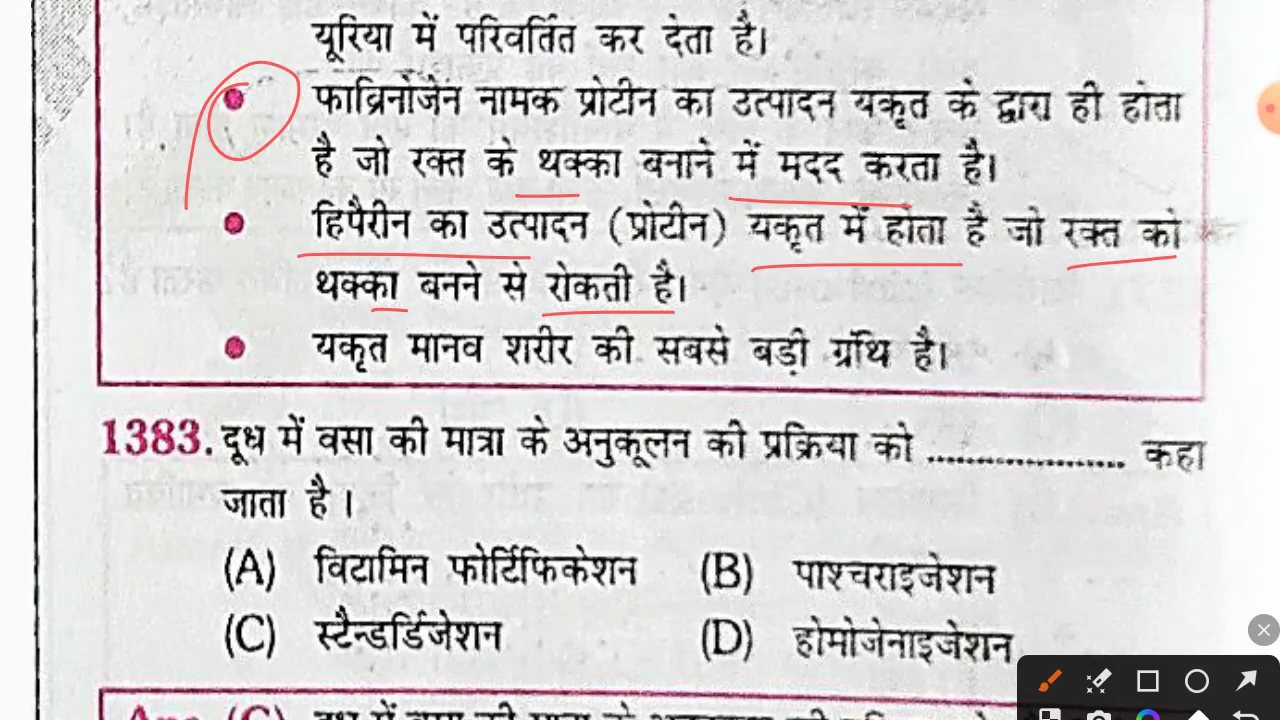 यूरिया में परिवर्तित कर देता है।
● फाब्रिनोजेन नामक प्रोटीन का उत्पादन यकृत के द्वारा ही होता
है जो रक्त के थक्का बनाने में मदद करता है।
● हिपैरीन का उत्पादन (प्रोटीन) यकृत में होता है जो रक्त को
थक्का बनने से रोकती है।
● यकृत मानव शरीर की सबसे बड़ी ग्रंथि है।
1383. दूध में वसा की मात्रा के अनुकूलन की प्रक्रिया को .................... कहा
जाता है ।
(A) विटामिन फोर्टिफिकेशन (B) पाश्चराइजेशन
(C) स्टैन्डर्डिजेशन (D) होमोजेनाइजेशन
Ans. (C) दूध में वसा की मात्रा के